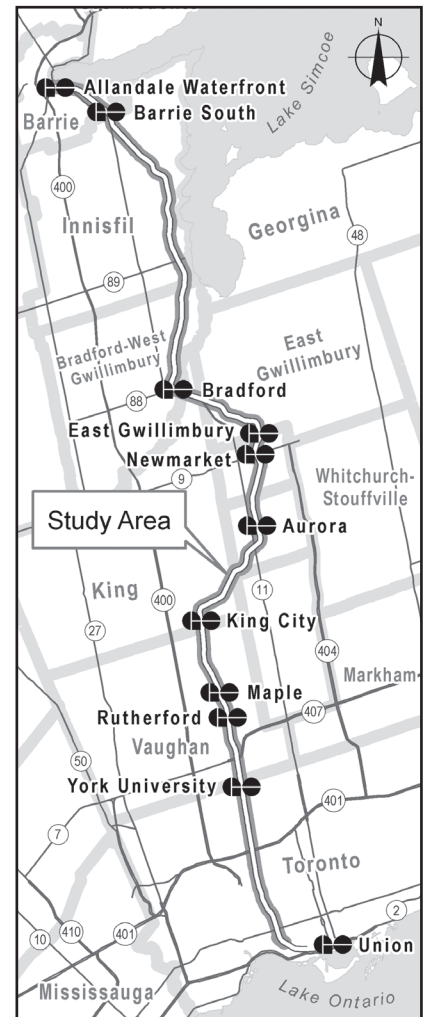 N
Lake Simcoe
Allandale Waterfront
Barrie South
Barrie
400
Innisfil
Georgina
48
89
Bradford-West
Gwillimbury
East
Gwillimbury
88
Bradford
East Gwillimbury
Newmarket
9
Whitchurch-
Stouffville
Study Area
Aurora
King
400
11
King City
27
404
Markham
Maple
407
Rutherford
Vaughan
50
York University
401
7
Toronto
2
10
410
401
Union
Mississauga
Lake Ontario